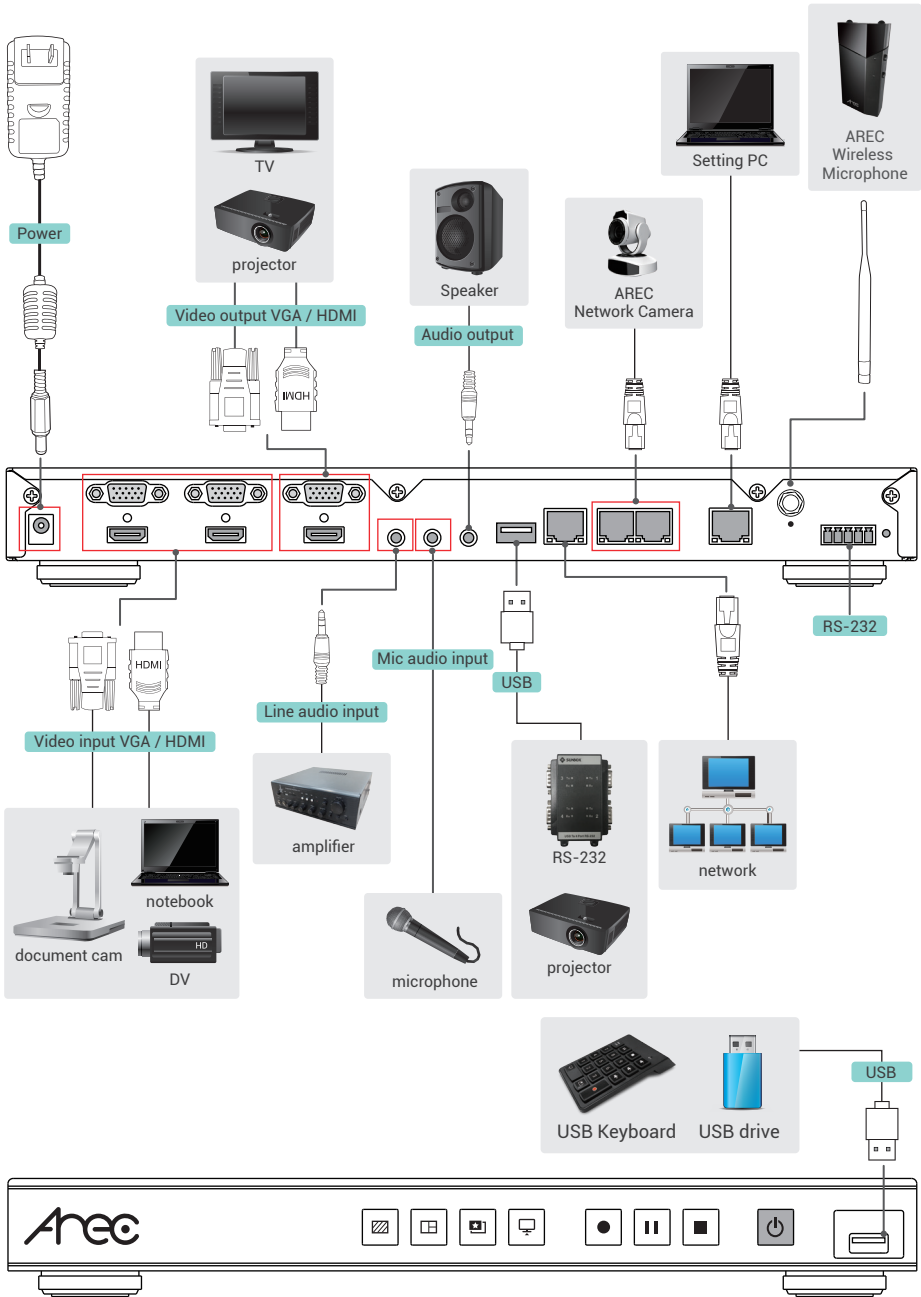 AREC
AREC
Wireless
Microphone
TV
Setting PC
Power
projector
Speaker
AREC
Network Camera
Video output VGA / HDMI
Audio output
HDMI
RS-232
HDMI
Mic audio input
USB
Line audio input
Video input VGA / HDMI
SUNBOX
amplifier
RS-232
network
notebook
HD
document cam
DV
microphone
projector
USB
USB Keyboard
USB drive
Arec